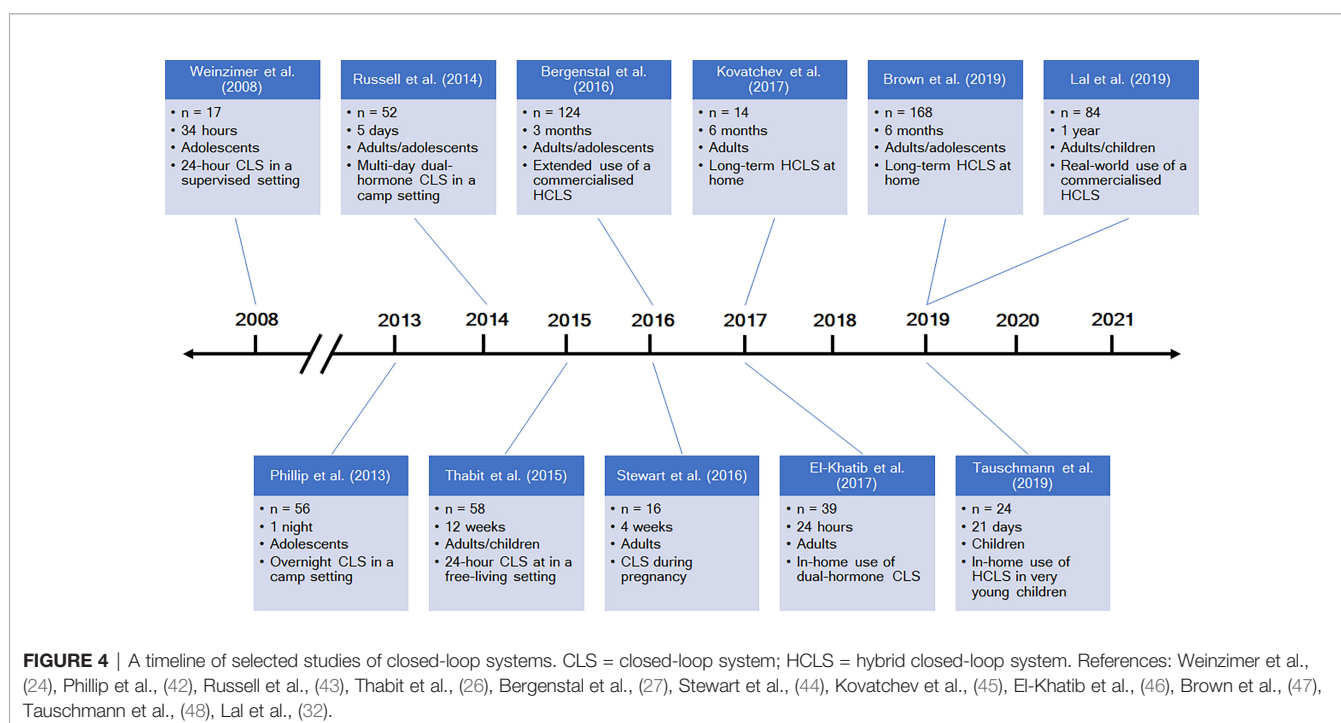 Weinzimer et al.
(2008)
• n = 17
• 34 hours
• Adolescents
• 24-hour CLS in a
supervised setting
Russell et al. (2014)
• n = 52
• 5 days
• Adults/adolescents
• Multi-day dual-
hormone CLS in a
camp setting
Bergenstal et al.
(2016)
• n = 124
• 3 months
• Adults/adolescents
• Extended use of a
commercialised
HCLS
Kovatchev et al.
(2017)
• n = 14
• 6 months
• Adults
• Long-term HCLS at
home
Brown et al. (2019)
• n = 168
• 6 months
• Adults/adolescents
• Long-term HCLS at
home
Lal et al. (2019)
• n = 84
• 1 year
• Adults/children
• Real-world use of a
commercialised
HCLS
2008 2013 2014 2015 2016 2017 2018 2019 2020 2021
Phillip et al. (2013)
• n = 56
• 1 night
• Adolescents
• Overnight CLS in a
camp setting
Thabit et al. (2015)
• n = 58
• 12 weeks
• Adults/children
• 24-hour CLS at in a
free-living setting
Stewart et al. (2016)
• n = 16
• 4 weeks
• Adults
• CLS during
pregnancy
El-Khatib et al.
(2017)
• n = 39
• 24 hours
• Adults
• In-home use of
dual-hormone CLS
Tauschmann et al.
(2019)
• n = 24
• 21 days
• Children
• In-home use of
HCLS in very
young children
FIGURE 4 | A timeline of selected studies of closed-loop systems. CLS = closed-loop system; HCLS = hybrid closed-loop system. References: Weinzimer et al.,
(24), Phillip et al., (42), Russell et al., (43), Thabit et al., (26), Bergenstal et al., (27), Stewart et al., (44), Kovatchev et al., (45), El-Khatib et al., (46), Brown et al., (47),
Tauschmann et al., (48), Lal et al., (32).